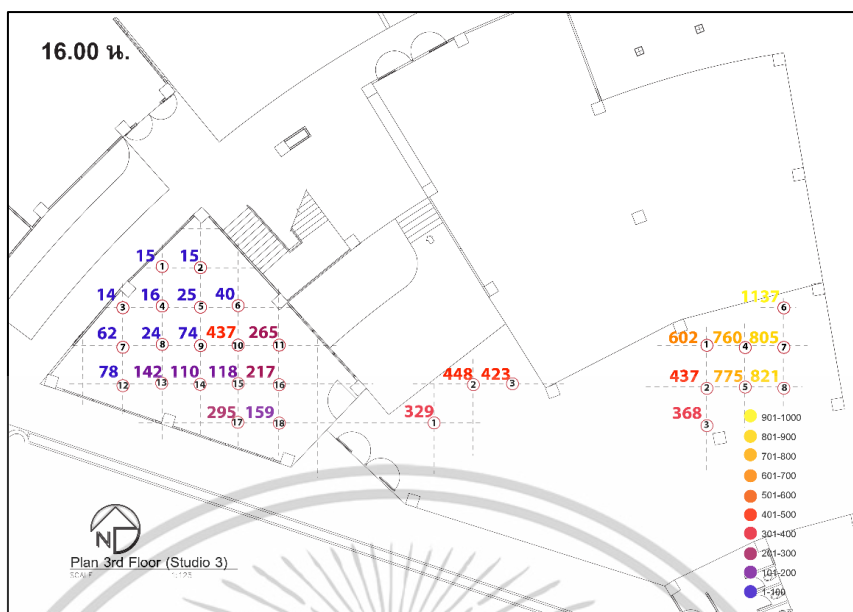 16.00 น.
15 15
1 2
14 16 25 40
3 4 5 6
62 24 74 437 265
7 8 9 10 11
78 142 110 118 217
12 13 14 15 16
295 159
17 18
448 423
2 3
329
1
1137
6
602 760 805
1 4 7
437 775 821
2 5 8
368
3
901-1000
801-900
701-800
601-700
501-600
401-500
301-400
201-300
101-200
1-100
N
Plan 3rd Floor (Studio 3)
SCALE 1:125